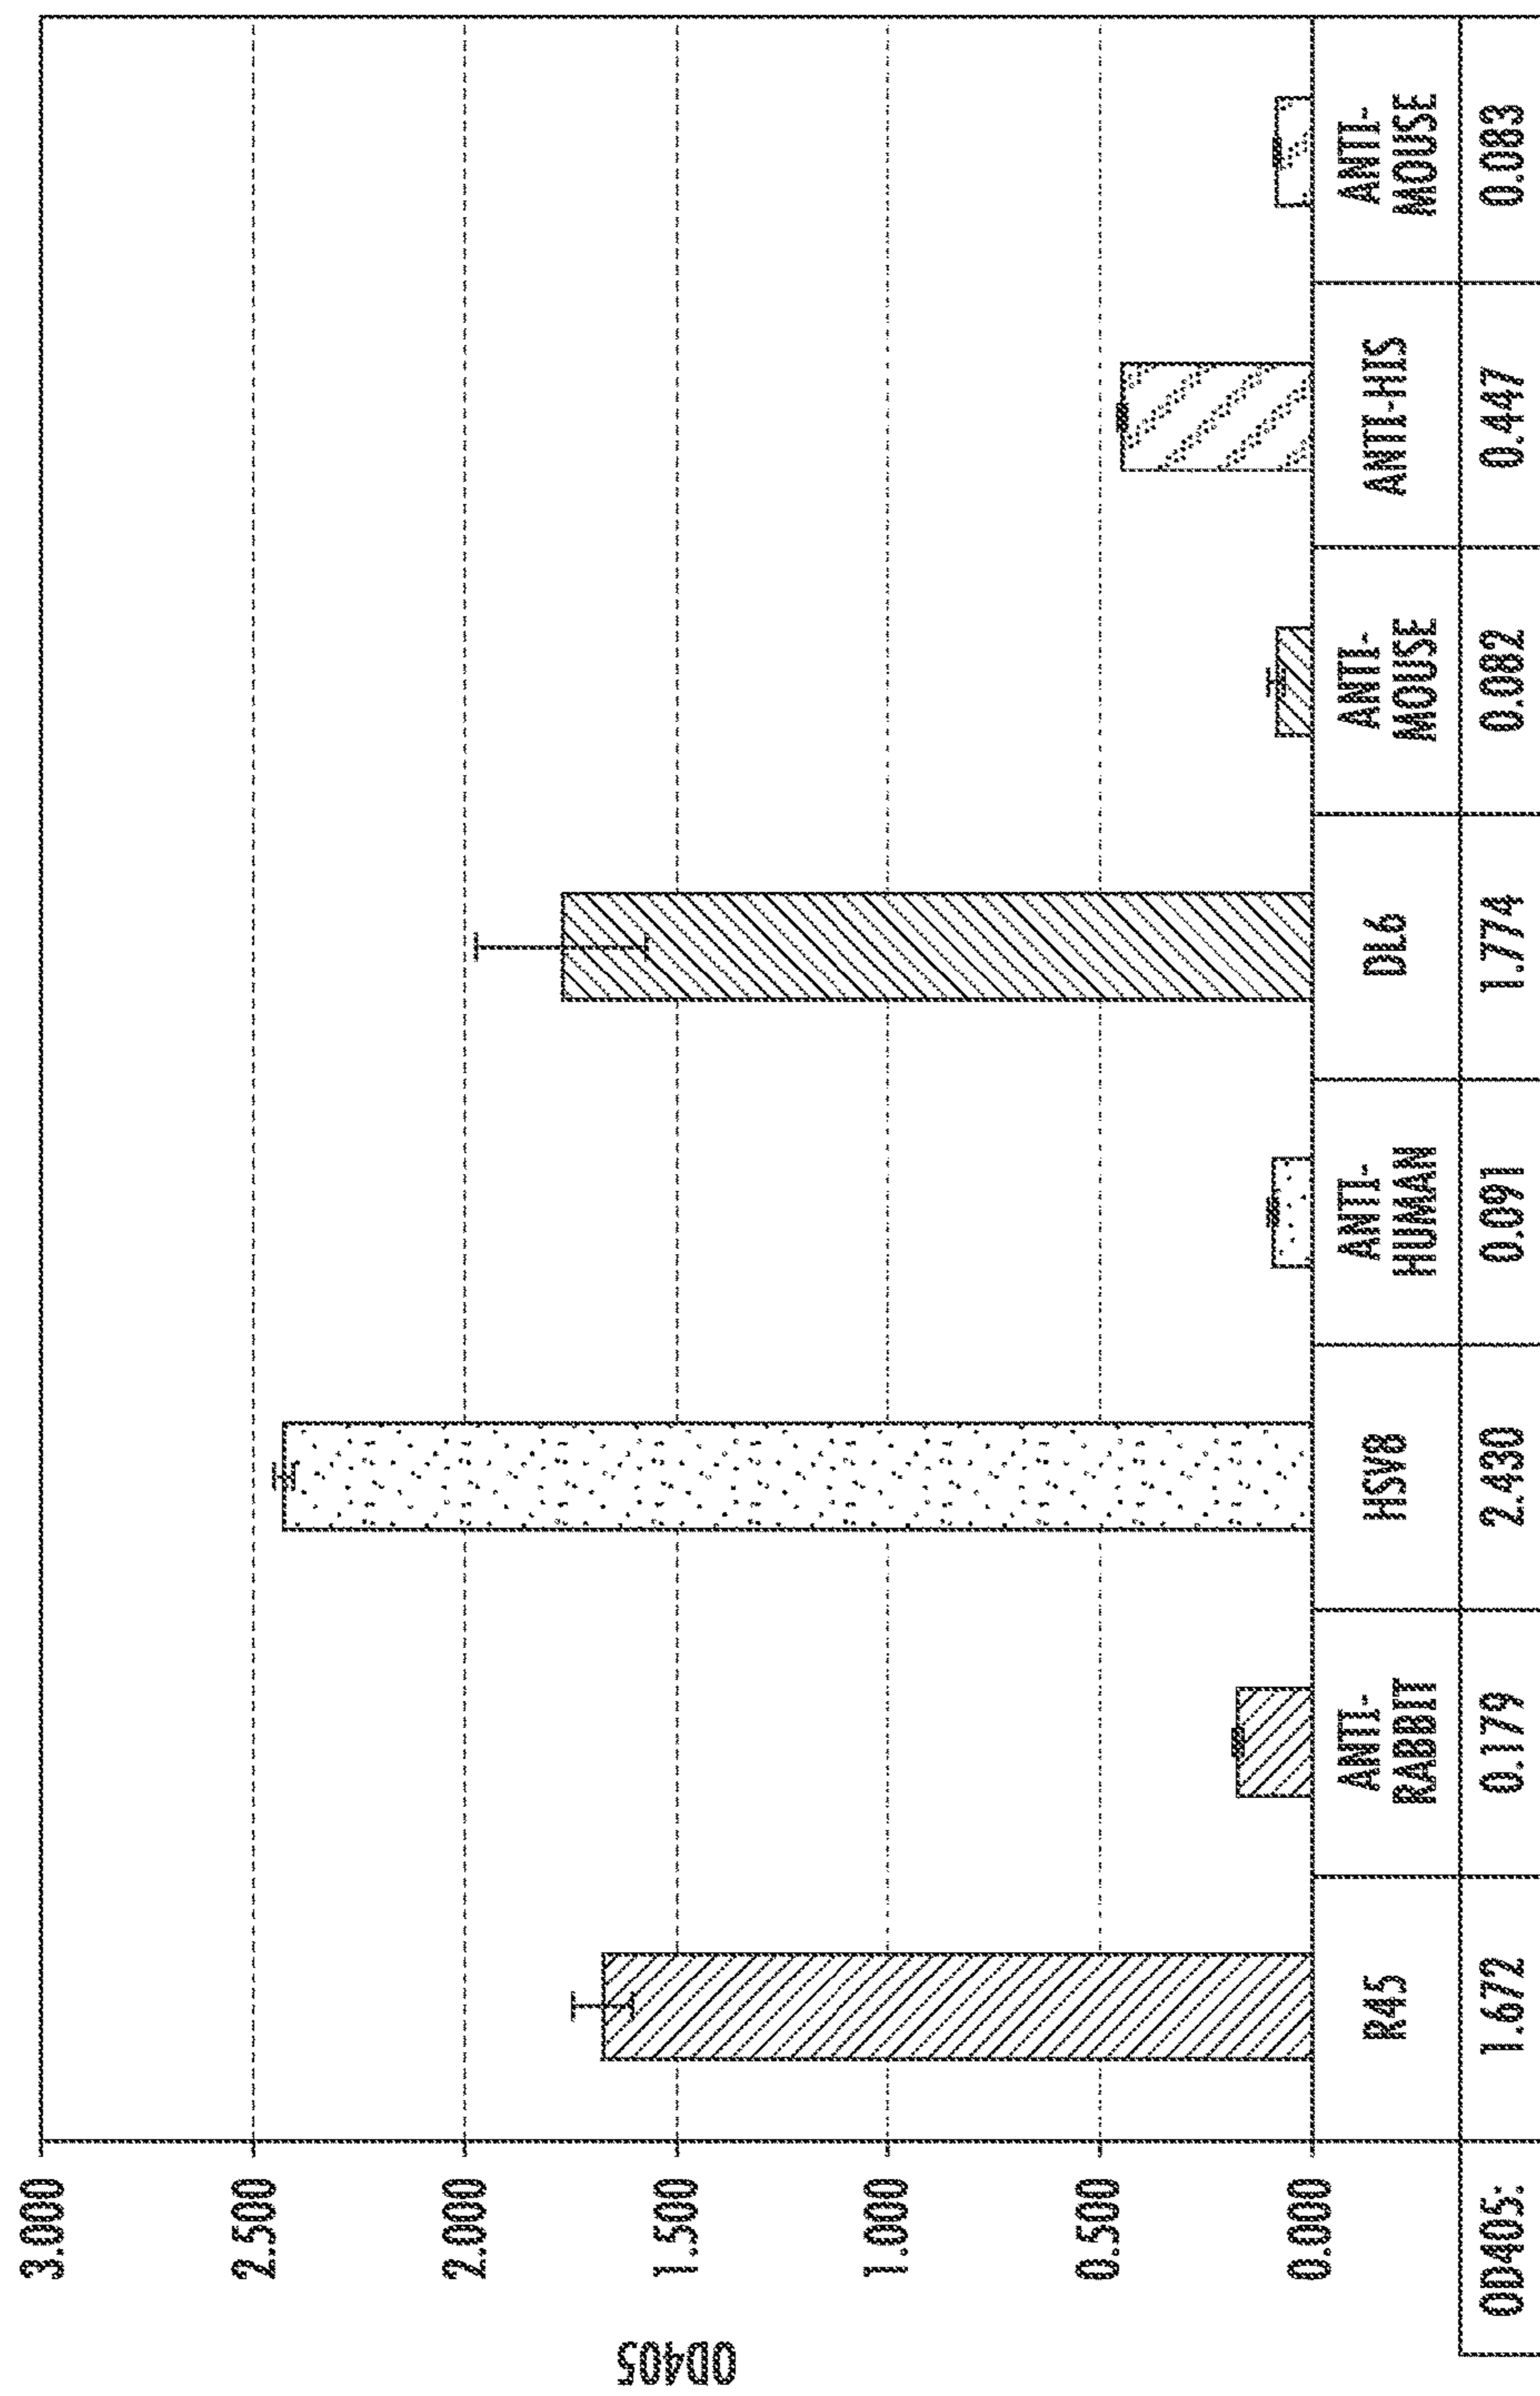 OD405
3.000
2.500
2.000
1.500
1.000
0.500
0.000
R45
ANTI-
RABBIT
HSV8
ANTI-
HUMAN
DL6
ANTI-
MOUSE
ANTI-HIS
ANTI-
MOUSE
OD405: 1.672 0.179 2.430 0.091 1.774 0.082 0.447 0.083